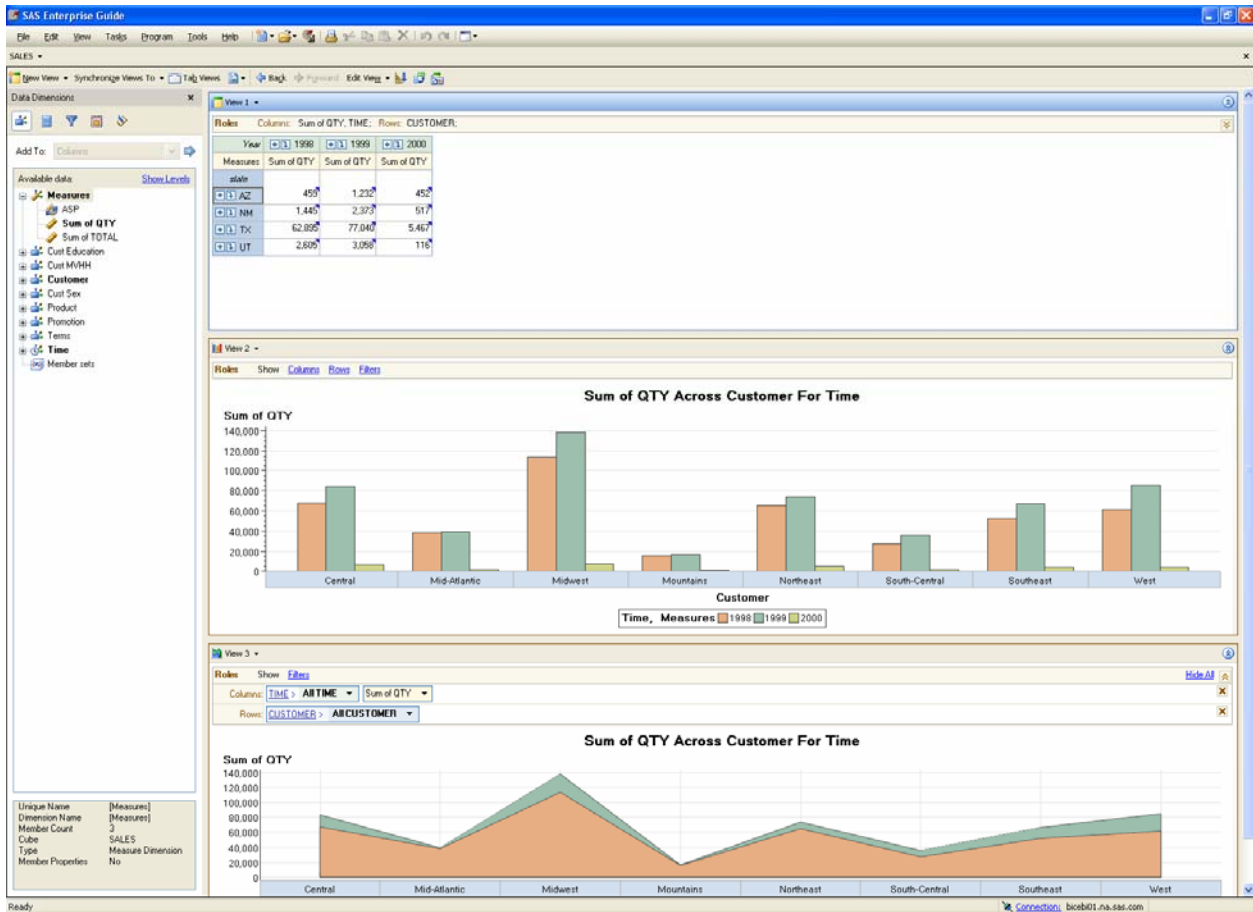 SAS Enterprise Guide
File Edit View Tasks Program Tools Help
SALES
New View Synchronize Views To Tab Views Back Forward Edit View
Data Dimensions
Add To: Columns
Available data: Show Levels
Measures
ASP
Sum of QTY
Sum of TOTAL
Cust Education
Cust MVHH
Customer
Cust Sex
Product
Promotion
Terms
Time
Member sets
Unique Name [Measures]
Dimension Name [Measures]
Member Count 3
Cube SALES
Type Measure Dimension
Member Properties No
View 1
Roles Columns: Sum of QTY, TIME; Rows: CUSTOMER;
Year 1998 1999 2000
Measures Sum of QTY Sum of QTY Sum of QTY
state
AZ 459 1,232 452
NM 1,445 2,373 517
TX 62,895 77,040 5,467
UT 2,605 3,058 116
View 2
Roles Show Columns Rows Filters
Sum of QTY Across Customer For Time
Sum of QTY
140,000
120,000
100,000
80,000
60,000
40,000
20,000
0
Central Mid-Atlantic Midwest Mountains Northeast South-Central Southeast West
Customer
Time, Measures 1998 1999 2000
View 3
Roles Show Filters Hide All
Columns: TIME > All TIME Sum of QTY
Rows: CUSTOMER > All CUSTOMER
Sum of QTY Across Customer For Time
Sum of QTY
140,000
120,000
100,000
80,000
60,000
40,000
20,000
0
Central Mid-Atlantic Midwest Mountains Northeast South-Central Southeast West
Ready Connection: bicebi01.na.sas.com